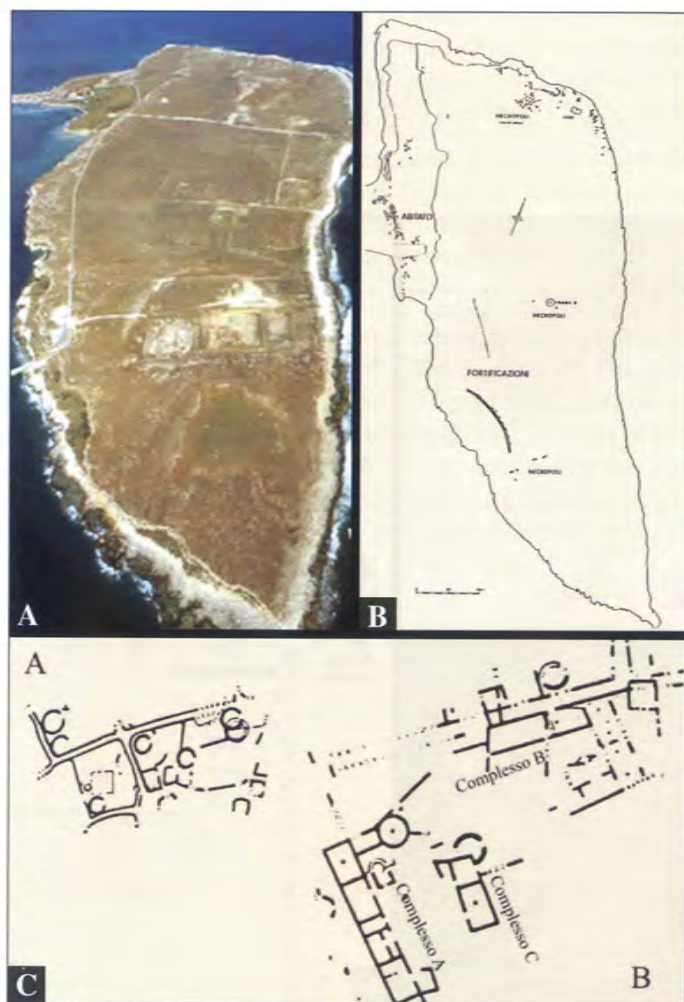 A
B
NECROPOLI
ABITATO
NECROPOLI
FORTIFICAZIONI
NECROPOLI
C
A
B
Complesso A
Complesso B
Complesso C